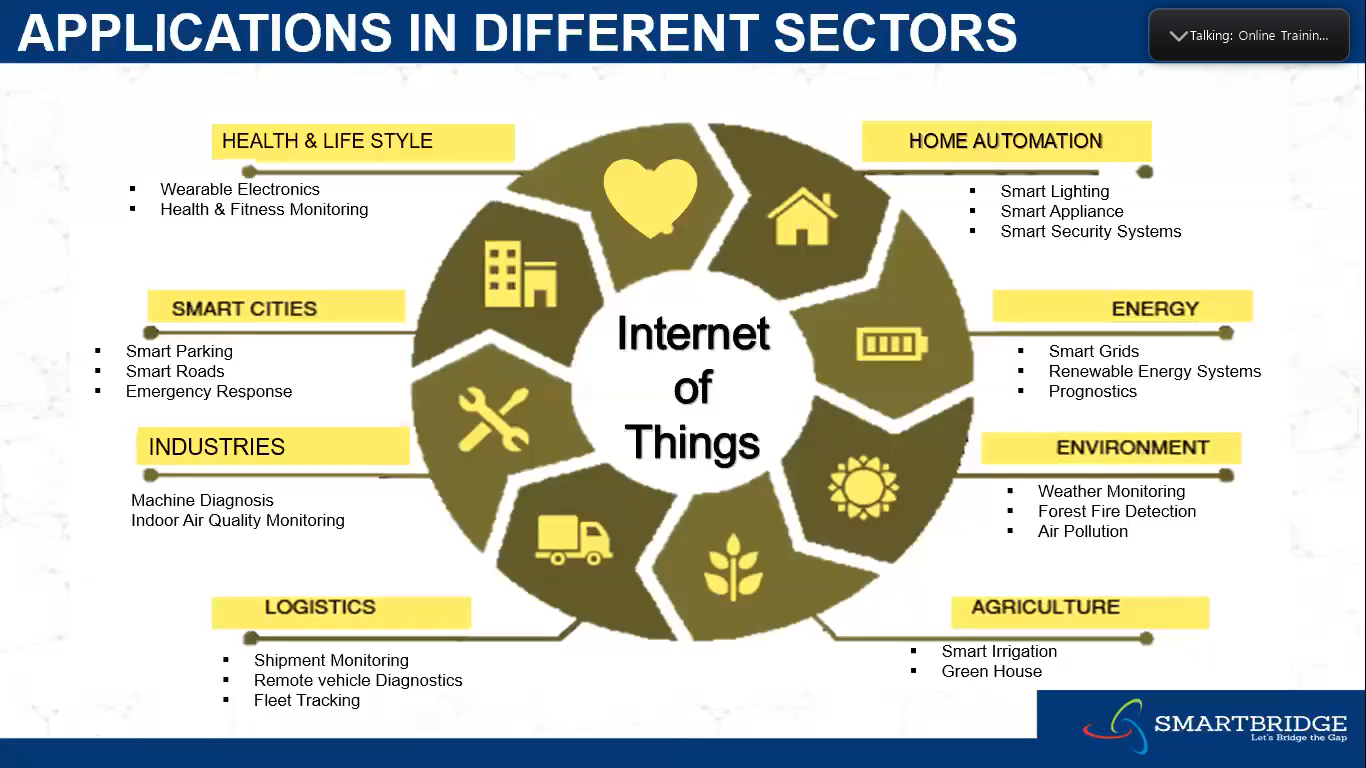 APPLICATIONS IN DIFFERENT SECTORS
Talking: Online Trainin...
HEALTH & LIFE STYLE
▪ Wearable Electronics
▪ Health & Fitness Monitoring
HOME AUTOMATION
▪ Smart Lighting
▪ Smart Appliance
▪ Smart Security Systems
SMART CITIES
▪ Smart Parking
▪ Smart Roads
▪ Emergency Response
Internet
of
Things
ENERGY
▪ Smart Grids
▪ Renewable Energy Systems
▪ Prognostics
INDUSTRIES
Machine Diagnosis
Indoor Air Quality Monitoring
ENVIRONMENT
▪ Weather Monitoring
▪ Forest Fire Detection
▪ Air Pollution
LOGISTICS
▪ Shipment Monitoring
▪ Remote vehicle Diagnostics
▪ Fleet Tracking
AGRICULTURE
▪ Smart Irrigation
▪ Green House
SMARTBRIDGE
Let's Bridge the Gap